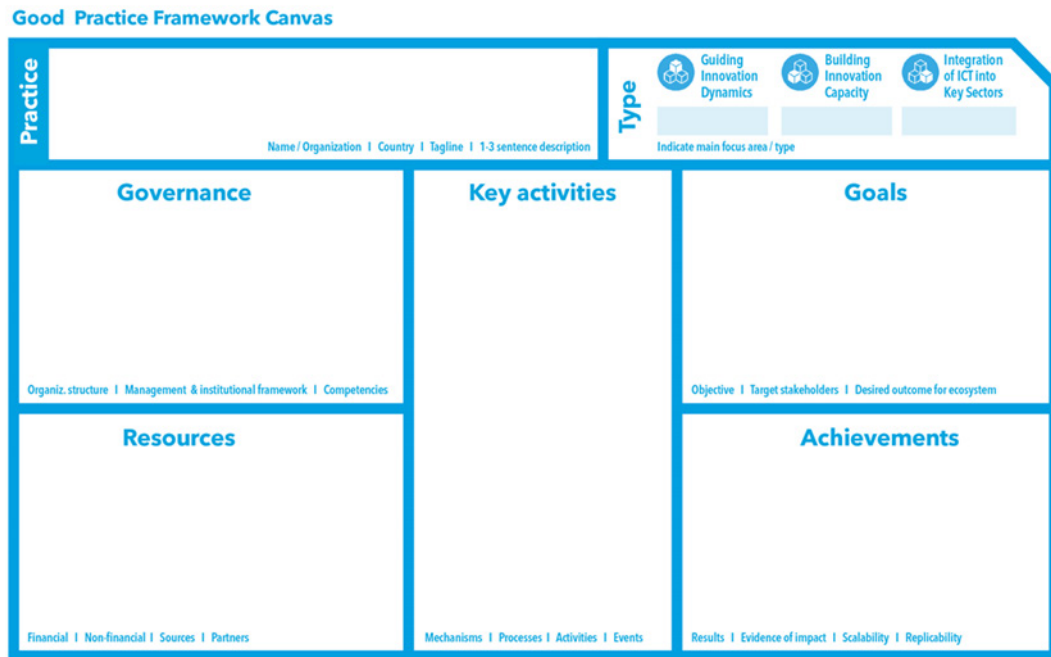 Good Practice Framework Canvas
Practice
Name / Organization I Country I Tagline I 1-3 sentence description
Type
Guiding
Innovation
Dynamics
Building
Innovation
Capacity
Integration
of ICT into
Key Sectors
Indicate main focus area / type
Governance
Organiz. structure I Management & institutional framework I Competencies
Key activities
Mechanisms I Processes I Activities I Events
Goals
Objective I Target stakeholders I Desired outcome for ecosystem
Resources
Financial I Non-financial I Sources I Partners
Achievements
Results I Evidence of impact I Scalability I Replicability